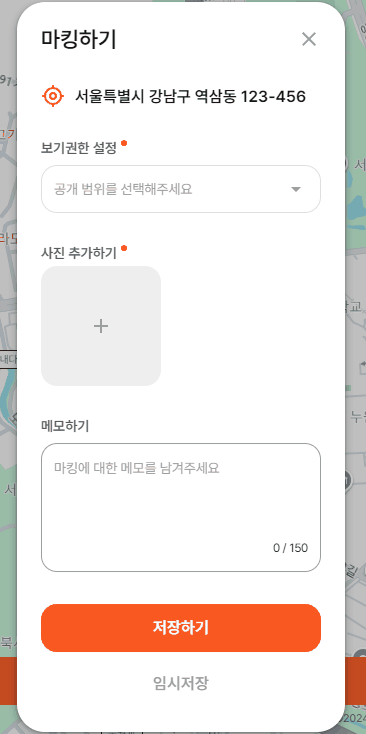 마킹하기
서울특별시 강남구 역삼동 123-456
보기권한 설정
공개 범위를 선택해주세요
사진 추가하기
+
메모하기
마킹에 대한 메모를 남겨주세요
0 / 150
저장하기
임시저장